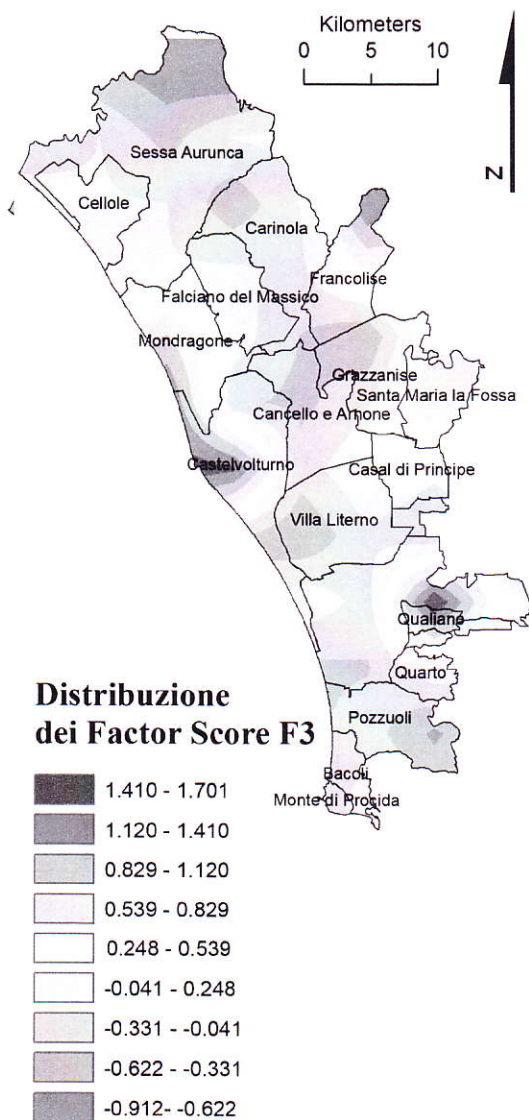 Kilometers
0 5 10
N
Sessa Aurunca
Cellole
Carinola
Francolise
Falciano del Massico
Mondragone
Grazzanise
Santa Maria la Fossa
Cancello e Arnone
Castelvolturno
Casal di Principe
Villa Literno
Qualiano
Quarto
Pozzuoli
Bacoli
Monte di Procida
Distribuzione
dei Factor Score F3
1.410 - 1.701
1.120 - 1.410
0.829 - 1.120
0.539 - 0.829
0.248 - 0.539
-0.041 - 0.248
-0.331 - -0.041
-0.622 - -0.331
-0.912- -0.622